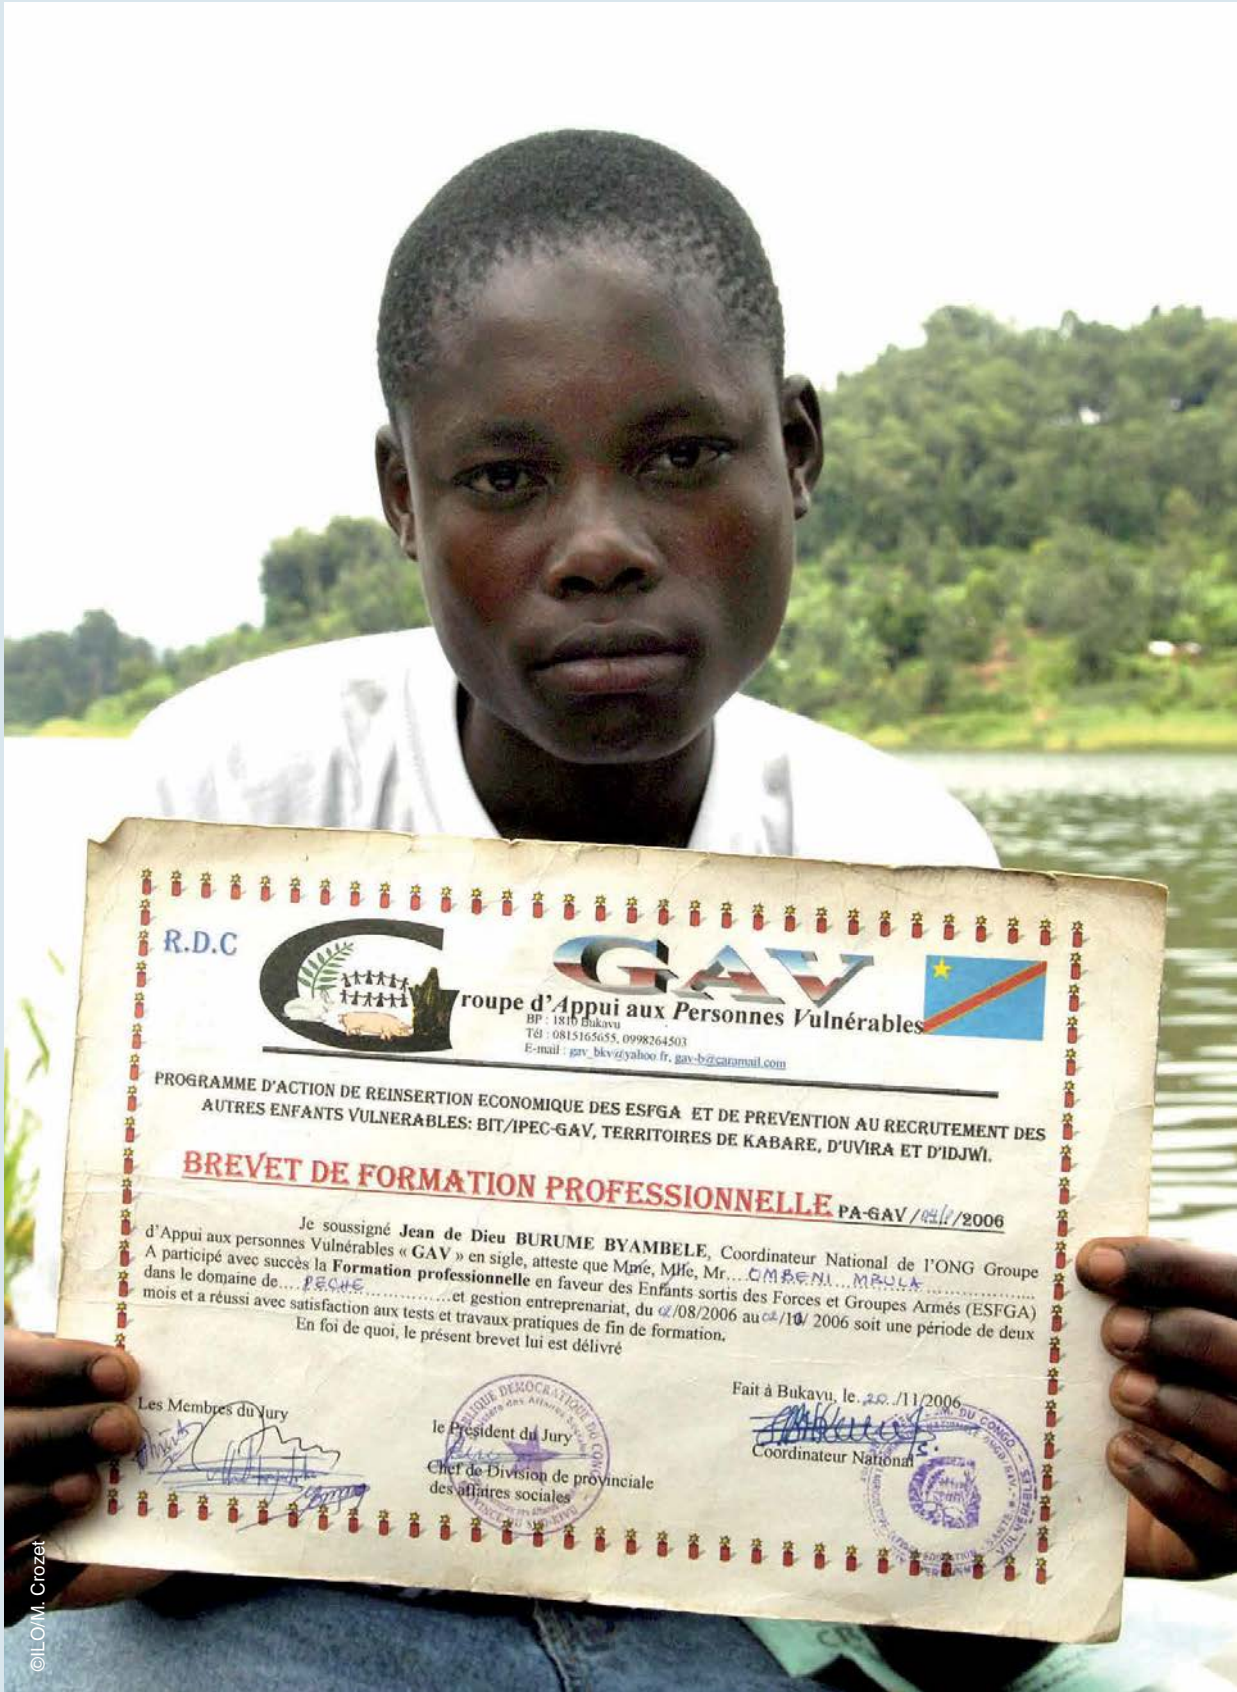 R.D.C
GAV
Groupe d'Appui aux Personnes Vulnérables
BP : 1810 Bukavu
Tél : 0815165655, 0998264503
E-mail : gav_bkv@yahoo.fr, gav-b@caramail.com
PROGRAMME D'ACTION DE REINSERTION ECONOMIQUE DES ESFGA ET DE PREVENTION AU RECRUTEMENT DES
AUTRES ENFANTS VULNERABLES: BIT/IPEC-GAV, TERRITOIRES DE KABARE, D'UVIRA ET D'IDJWI.
BREVET DE FORMATION PROFESSIONNELLE PA-GAV / /2006
Je soussigné Jean de Dieu BURUME BYAMBELE, Coordinateur National de l'ONG Groupe
d'Appui aux personnes Vulnérables « GAV » en sigle, atteste que Mme, Mlle, Mr....OMBENI...MBULA
A participé avec succès la Formation professionnelle en faveur des Enfants sortis des Forces et Groupes Armés (ESFGA)
dans le domaine de....PECHE..................et gestion entreprenariat, du 02/08/2006 au 02/10/ 2006 soit une période de deux
mois et a réussi avec satisfaction aux tests et travaux pratiques de fin de formation.
En foi de quoi, le présent brevet lui est délivré
Fait à Bukavu, le.20../11/2006
Les Membres du Jury
le Président du Jury
Coordinateur National
Chef de Division de provinciale
des affaires sociales
©ILO/M. Crozet